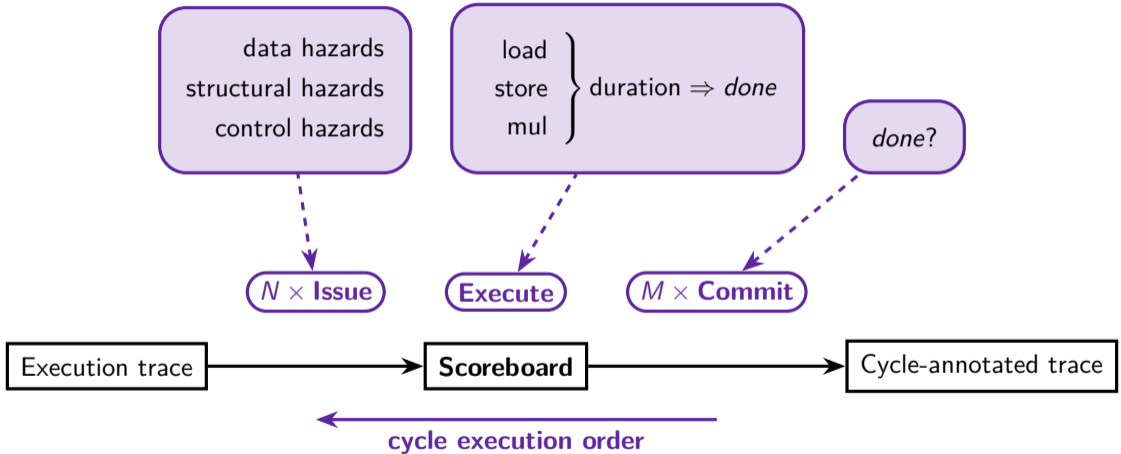 data hazards
structural hazards
control hazards
load
store
mul
duration ⇒ done
done?
N × Issue
Execute
M × Commit
Execution trace
Scoreboard
Cycle-annotated trace
cycle execution order